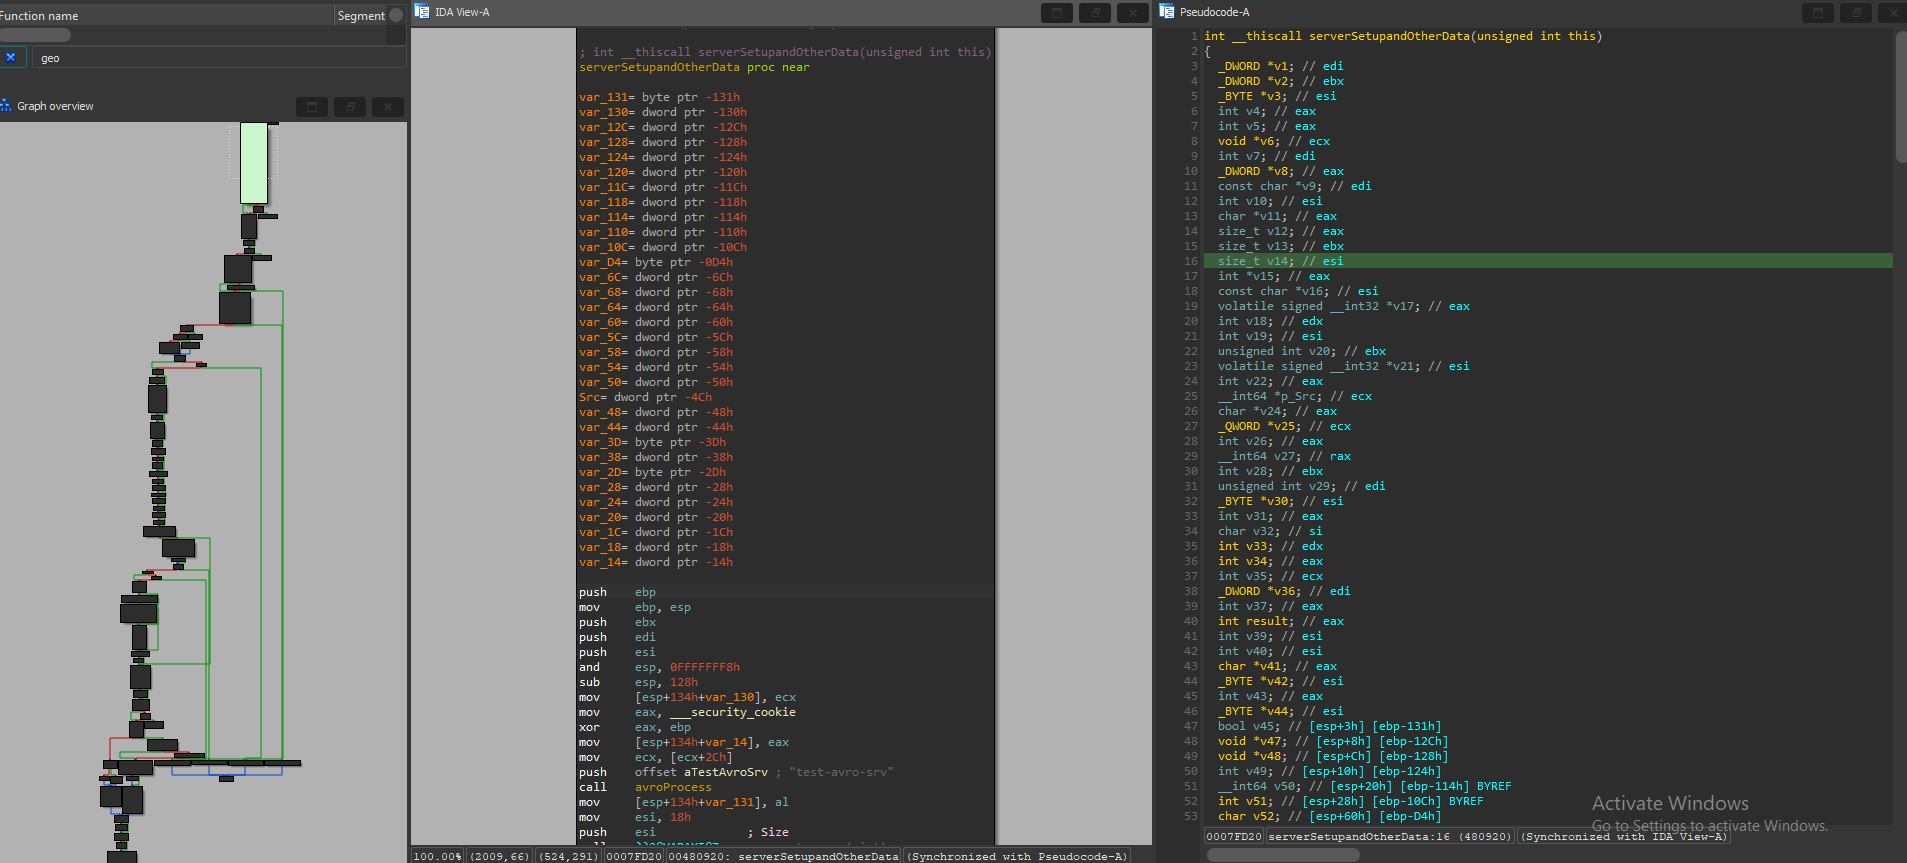 Function name
Segment
geo
Graph overview
IDA View-A
; int __thiscall serverSetupandOtherData(unsigned int this)
serverSetupandOtherData proc near
var_131= byte ptr -131h
var_130= dword ptr -130h
var_12C= dword ptr -12Ch
var_128= dword ptr -128h
var_124= dword ptr -124h
var_120= dword ptr -120h
var_11C= dword ptr -11Ch
var_118= dword ptr -118h
var_114= dword ptr -114h
var_110= dword ptr -110h
var_10C= dword ptr -10Ch
var_D4= byte ptr -0D4h
var_6C= dword ptr -6Ch
var_68= dword ptr -68h
var_64= dword ptr -64h
var_60= dword ptr -60h
var_5C= dword ptr -5Ch
var_58= dword ptr -58h
var_54= dword ptr -54h
var_50= dword ptr -50h
Src= dword ptr -4Ch
var_48= dword ptr -48h
var_44= dword ptr -44h
var_3D= byte ptr -3Dh
var_38= dword ptr -38h
var_2D= byte ptr -2Dh
var_28= dword ptr -28h
var_24= dword ptr -24h
var_20= dword ptr -20h
var_1C= dword ptr -1Ch
var_18= dword ptr -18h
var_14= dword ptr -14h
push ebp
mov ebp, esp
push ebx
push edi
push esi
and esp, 0FFFFFFF8h
sub esp, 128h
mov [esp+134h+var_130], ecx
mov eax, ___security_cookie
xor eax, ebp
mov [esp+134h+var_14], eax
mov ecx, [ecx+2Ch]
push offset aTestAvroSrv ; "test-avro-srv"
call avroProcess
mov [esp+134h+var_131], al
mov esi, 18h
push esi ; Size
100.00% (2009,66) (524,291) 0007FD20 00480920: serverSetupandOtherData (Synchronized with Pseudocode-A)
Pseudocode-A
1 int __thiscall serverSetupandOtherData(unsigned int this)
2 {
3 _DWORD *v1; // edi
4 _DWORD *v2; // ebx
5 _BYTE *v3; // esi
6 int v4; // eax
7 int v5; // eax
8 void *v6; // ecx
9 int v7; // edi
10 _DWORD *v8; // eax
11 const char *v9; // edi
12 int v10; // esi
13 char *v11; // eax
14 size_t v12; // eax
15 size_t v13; // ebx
16 size_t v14; // esi
17 int *v15; // eax
18 const char *v16; // esi
19 volatile signed __int32 *v17; // eax
20 int v18; // edx
21 int v19; // esi
22 unsigned int v20; // ebx
23 volatile signed __int32 *v21; // esi
24 int v22; // eax
25 __int64 *p_Src; // ecx
26 char *v24; // eax
27 _QWORD *v25; // ecx
28 int v26; // eax
29 __int64 v27; // rax
30 int v28; // ebx
31 unsigned int v29; // edi
32 _BYTE *v30; // esi
33 int v31; // eax
34 char v32; // si
35 int v33; // edx
36 int v34; // eax
37 int v35; // ecx
38 _DWORD *v36; // edi
39 int v37; // eax
40 int result; // eax
41 int v39; // esi
42 int v40; // esi
43 char *v41; // eax
44 _BYTE *v42; // esi
45 int v43; // eax
46 _BYTE *v44; // esi
47 bool v45; // [esp+3h] [ebp-131h]
48 void *v47; // [esp+8h] [ebp-12Ch]
49 void *v48; // [esp+Ch] [ebp-128h]
50 int v49; // [esp+10h] [ebp-124h]
51 __int64 v50; // [esp+20h] [ebp-114h] BYREF
52 int v51; // [esp+28h] [ebp-10Ch] BYREF
53 char v52; // [esp+60h] [ebp-D4h]
0007FD20 serverSetupandOtherData:16 (480920) (Synchronized with IDA View-A)
Activate Windows
Go to Settings to activate Windows.